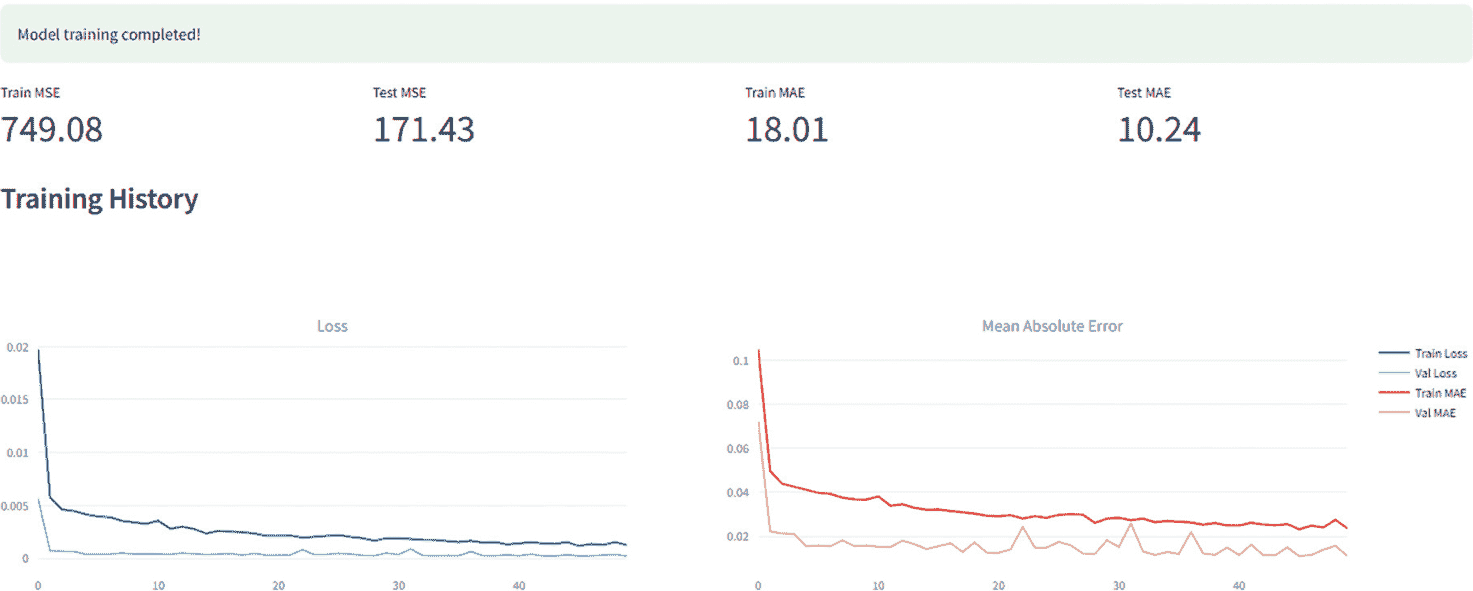 Model training completed!
Train MSE Test MSE Train MAE Test MAE
749.08 171.43 18.01 10.24
Training History
Loss
0.02
0.015
0.01
0.005
0
0 10 20 30 40
Mean Absolute Error
0.1
0.08
0.06
0.04
0.02
0 10 20 30 40
Train Loss
Val Loss
Train MAE
Val MAE